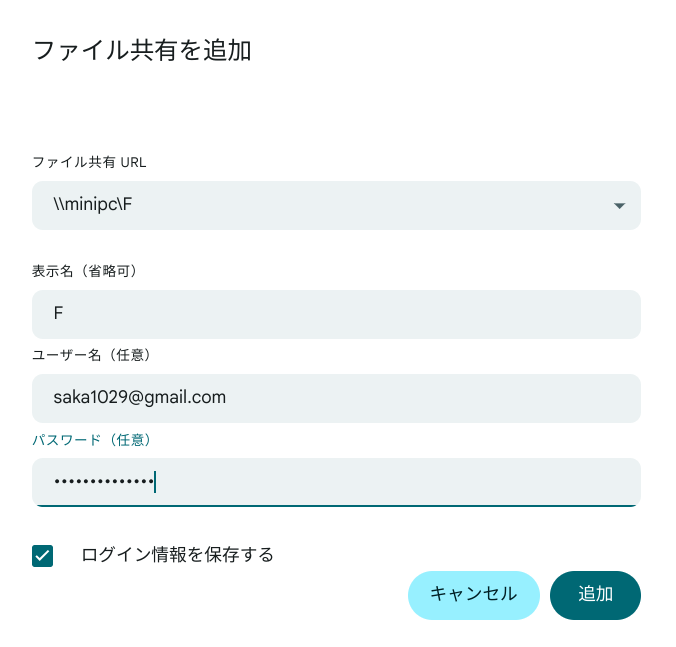 ファイル共有を追加
ファイル共有 URL
\\minipc\F
表示名（省略可）
F
ユーザー名（任意）
saka1029@gmail.com
パスワード（任意）
••••••••••••••
ログイン情報を保存する
キャンセル
追加